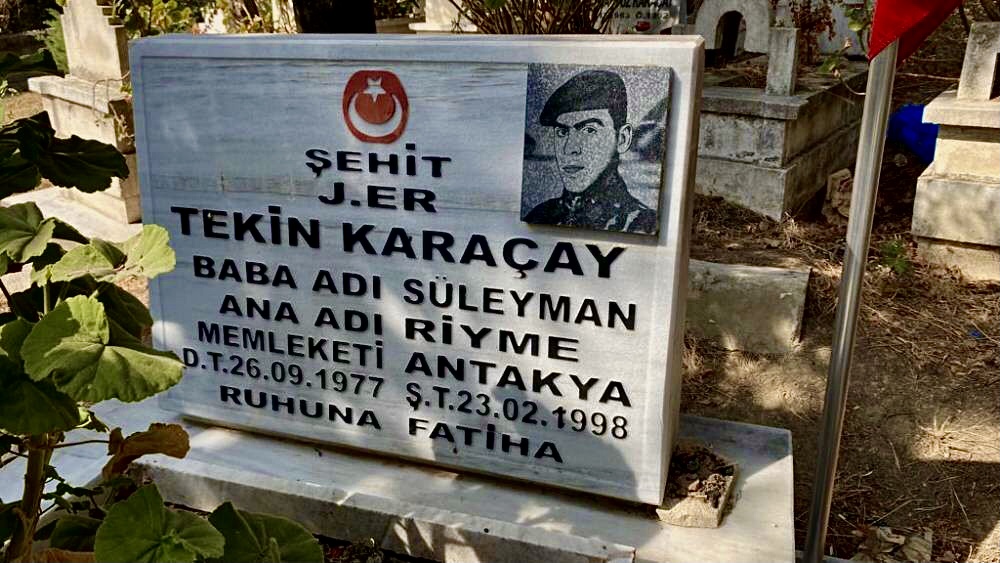 ŞEHİT
J.ER
TEKİN KARAÇAY
BABA ADI SÜLEYMAN
ANA ADI RİYME
MEMLEKETİ ANTAKYA
D.T.26.09.1977 Ş.T.23.02.1998
RUHUNA FATİHA